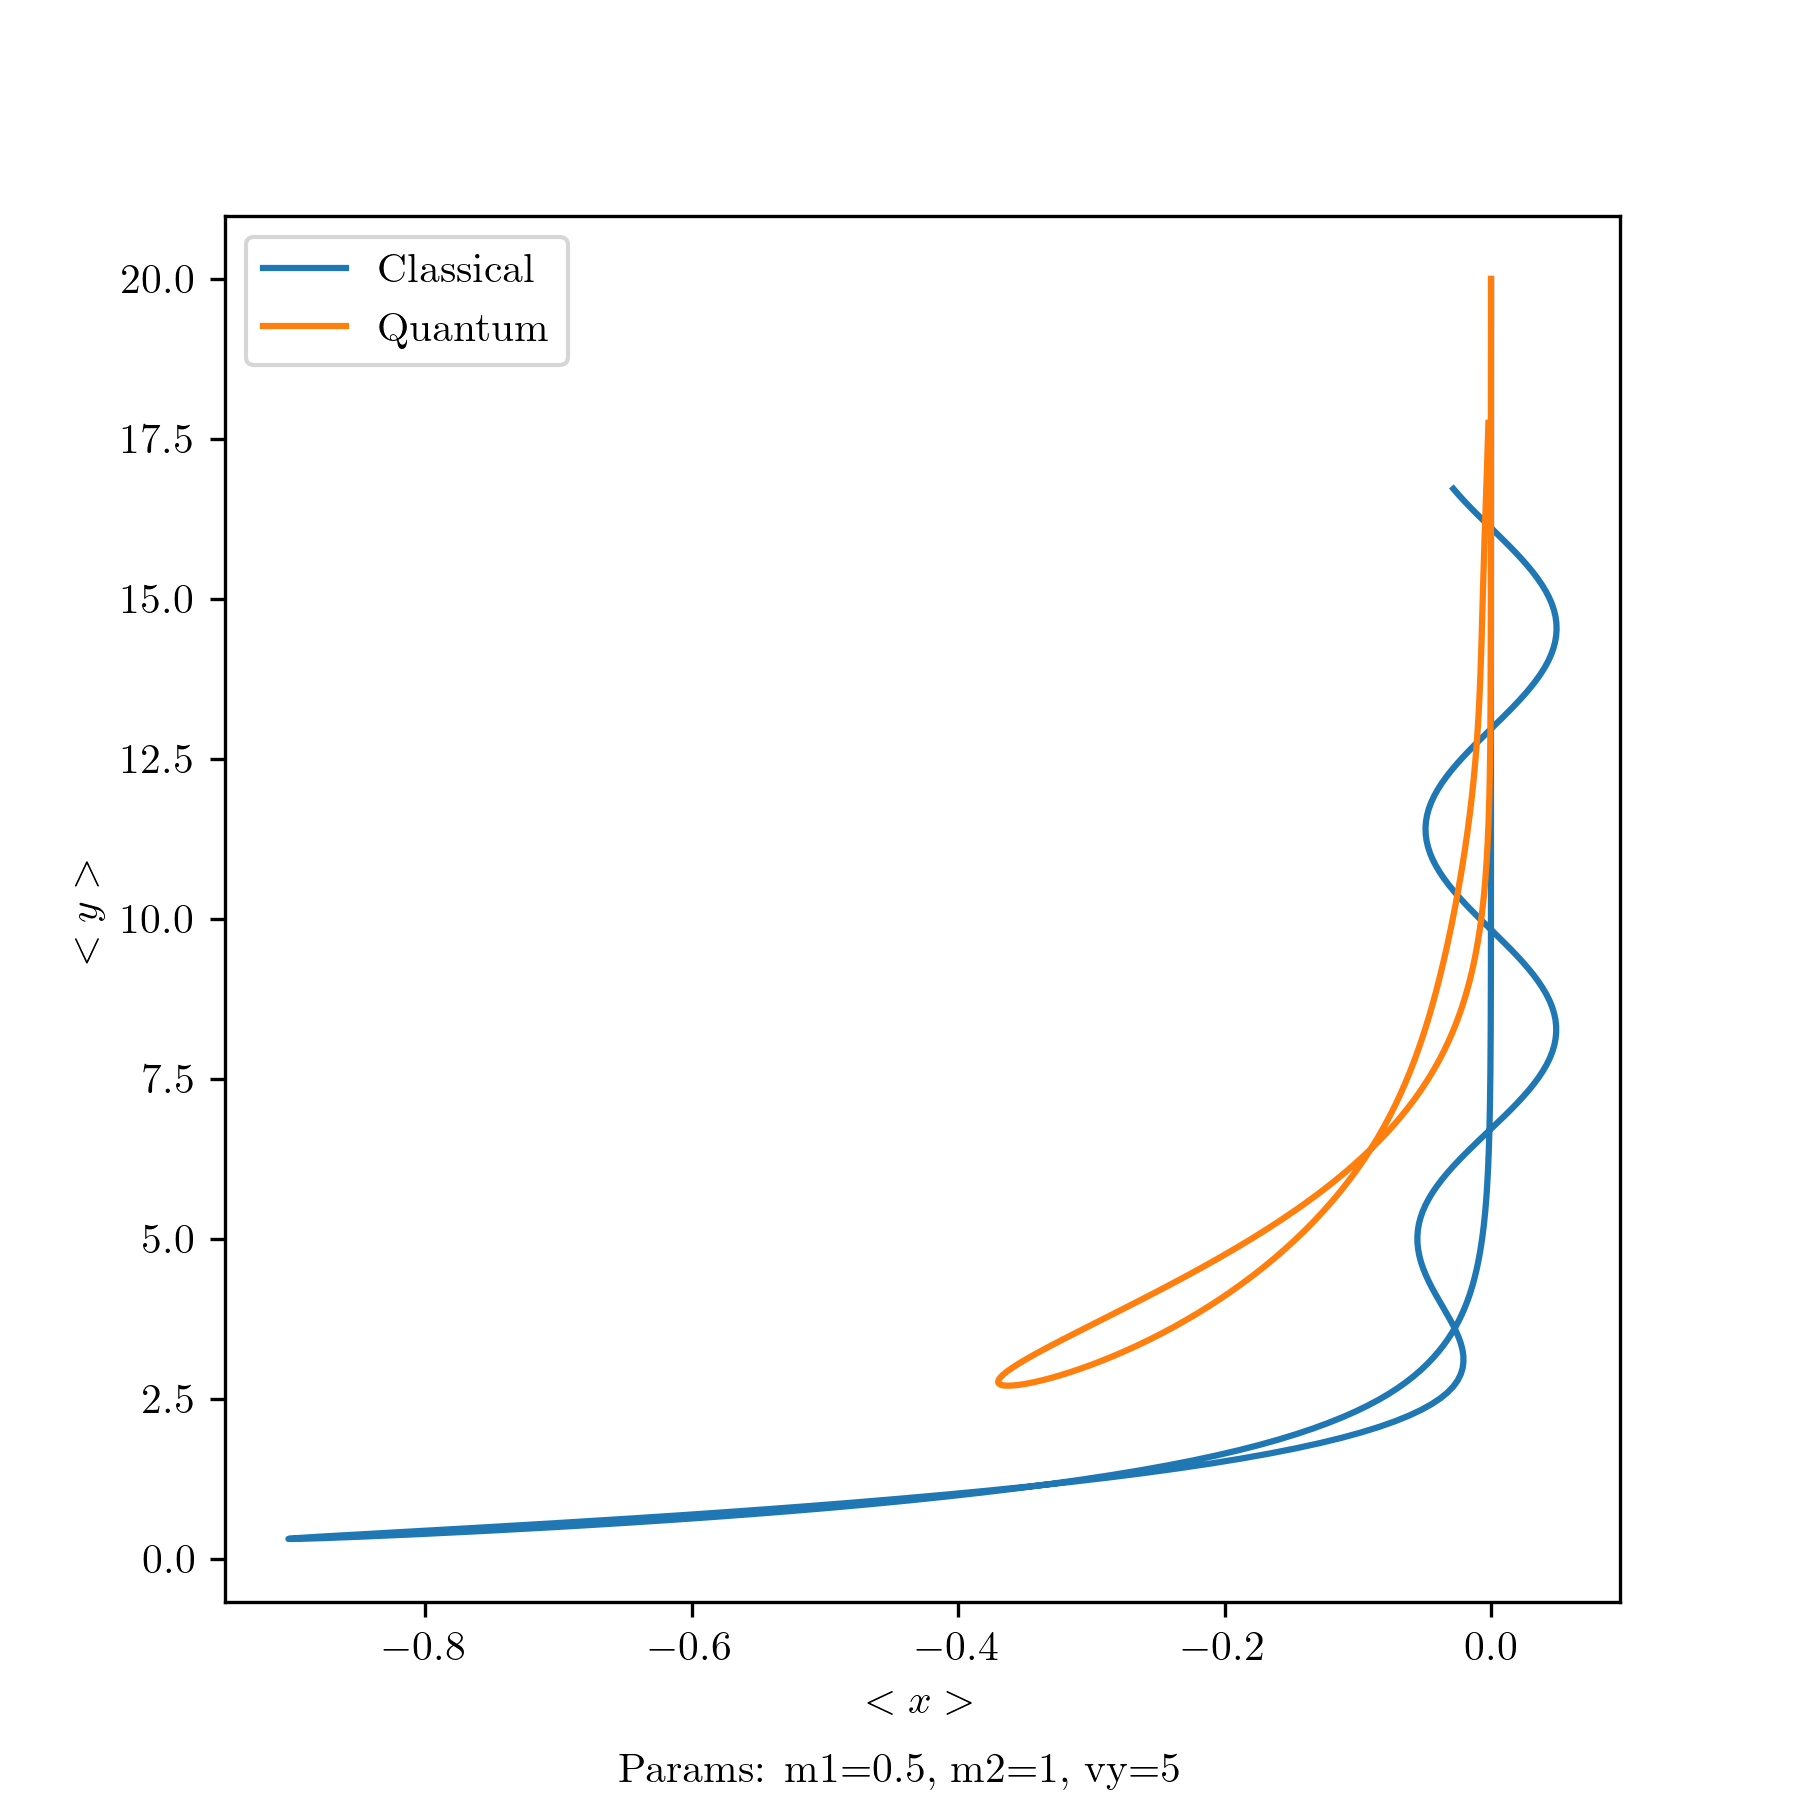 Classical
Quantum
20.0
17.5
15.0
12.5
10.0
7.5
5.0
2.5
0.0
< y >
−0.8 −0.6 −0.4 −0.2 0.0
< x >
Params: m1=0.5, m2=1, vy=5